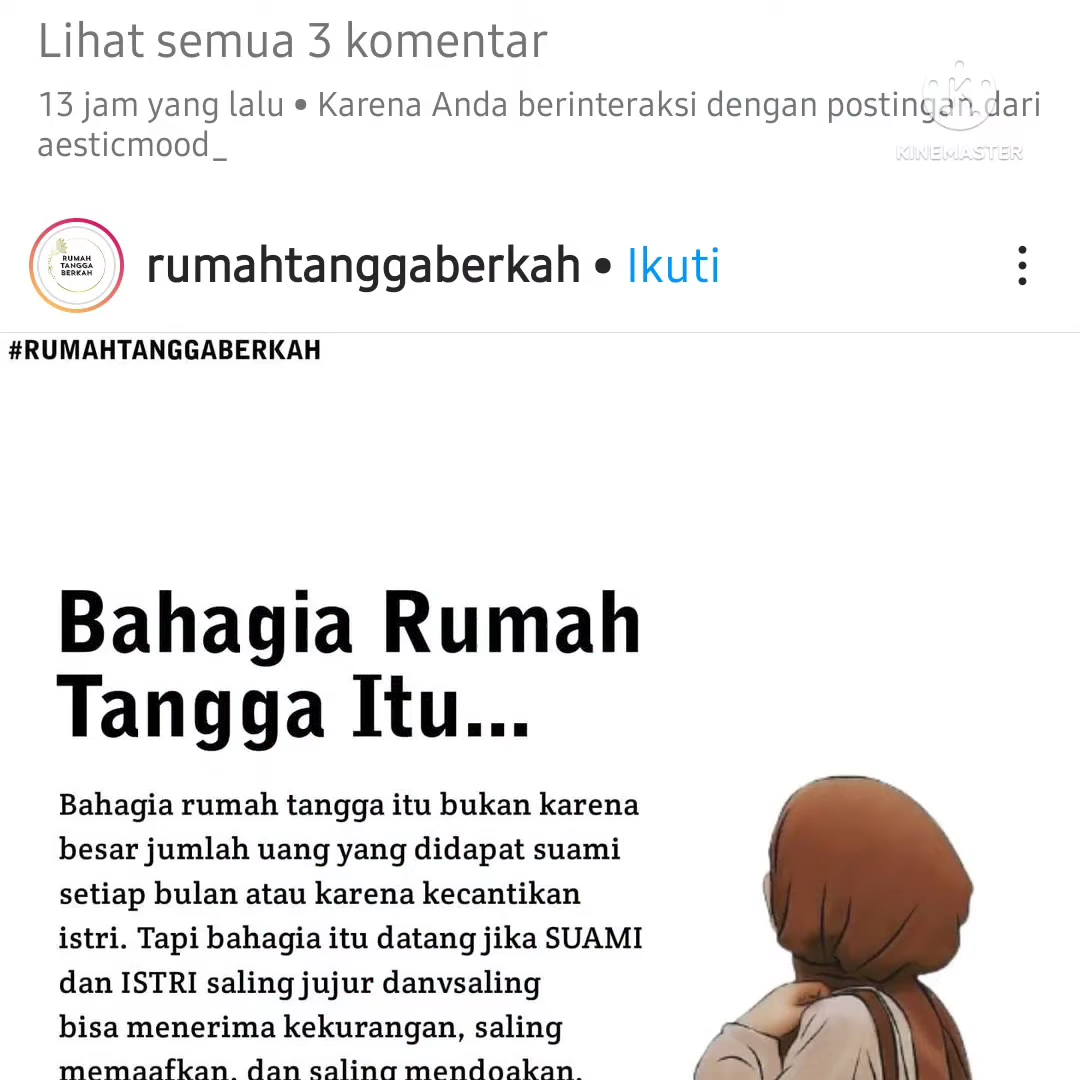 Lihat semua 3 komentar
13 jam yang lalu • Karena Anda berinteraksi dengan postingan dari
aesticmood_
KINEMASTER
RUMAH
TANGGA
BERKAH
rumahtanggaberkah • Ikuti
#RUMAHTANGGABERKAH
Bahagia Rumah
Tangga Itu...
Bahagia rumah tangga itu bukan karena
besar jumlah uang yang didapat suami
setiap bulan atau karena kecantikan
istri. Tapi bahagia itu datang jika SUAMI
dan ISTRI saling jujur danvsaling
bisa menerima kekurangan, saling
memaafkan, dan saling mendoakan.